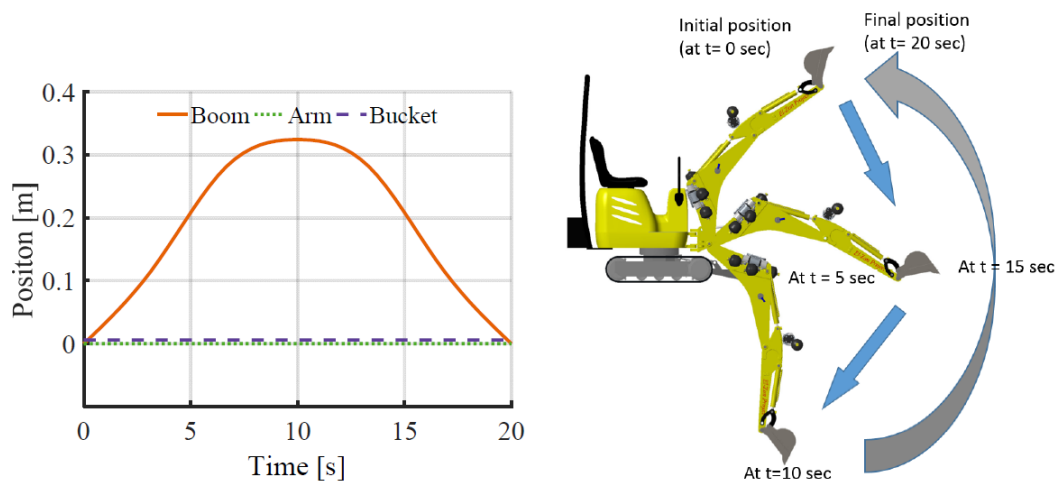 0.4
0.3
0.2
0.1
0
Positon [m]
Boom Arm Bucket
0 5 10 15 20
Time [s]
Initial position
(at t= 0 sec)
Final position
(at t= 20 sec)
At t = 5 sec
At t = 15 sec
At t=10 sec